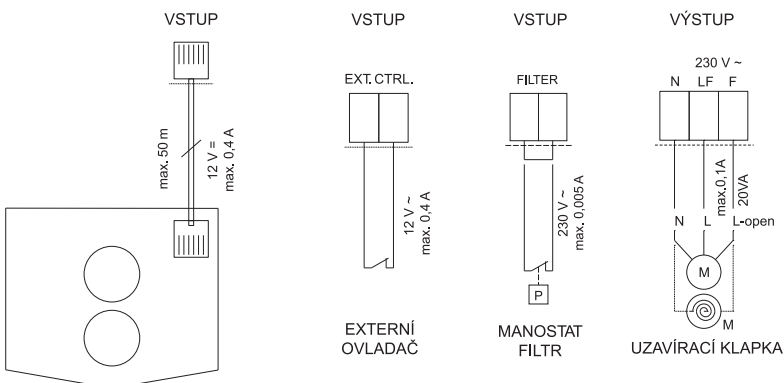 VSTUP
max. 50 m
12 V =
max. 0,4 A
VSTUP
EXT. CTRL.
12 V ~
max. 0,4 A
EXTERNÍ
OVLADAČ
VSTUP
FILTER
230 V ~
max. 0,005 A
P
MANOSTAT
FILTR
VÝSTUP
230 V ~
N LF F
max.0,1A
20VA
N L L-open
M
M
UZAVÍRACÍ KLAPKA